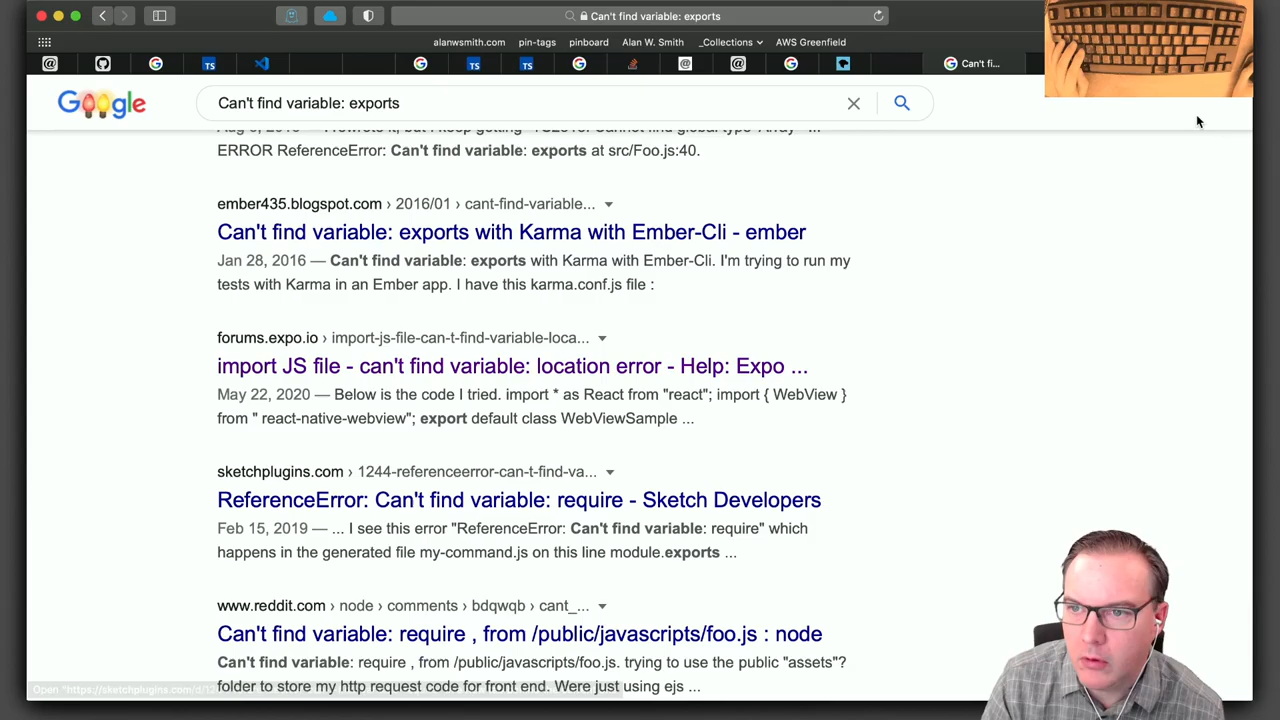 Can't find variable: exports
alanwsmith.com pin-tags pinboard Alan W. Smith _Collections AWS Greenfield
TS TS TS Can't fi...
Google
Can't find variable: exports
ERROR ReferenceError: Can't find variable: exports at src/Foo.js:40.
ember435.blogspot.com › 2016/01 › cant-find-variable...
Can't find variable: exports with Karma with Ember-Cli - ember
Jan 28, 2016 — Can't find variable: exports with Karma with Ember-Cli. I'm trying to run my
tests with Karma in an Ember app. I have this karma.conf.js file :
forums.expo.io › import-js-file-can-t-find-variable-loca...
import JS file - can't find variable: location error - Help: Expo ...
May 22, 2020 — Below is the code I tried. import * as React from "react"; import { WebView }
from " react-native-webview"; export default class WebViewSample ...
sketchplugins.com › 1244-referenceerror-can-t-find-va...
ReferenceError: Can't find variable: require - Sketch Developers
Feb 15, 2019 — ... I see this error "ReferenceError: Can't find variable: require" which
happens in the generated file my-command.js on this line module.exports ...
www.reddit.com › node › comments › bdqwqb › cant_...
Can't find variable: require , from /public/javascripts/foo.js : node
Can't find variable: require , from /public/javascripts/foo.js. trying to use the public "assets"?
folder to store my http request code for front end. Were just using ejs ...